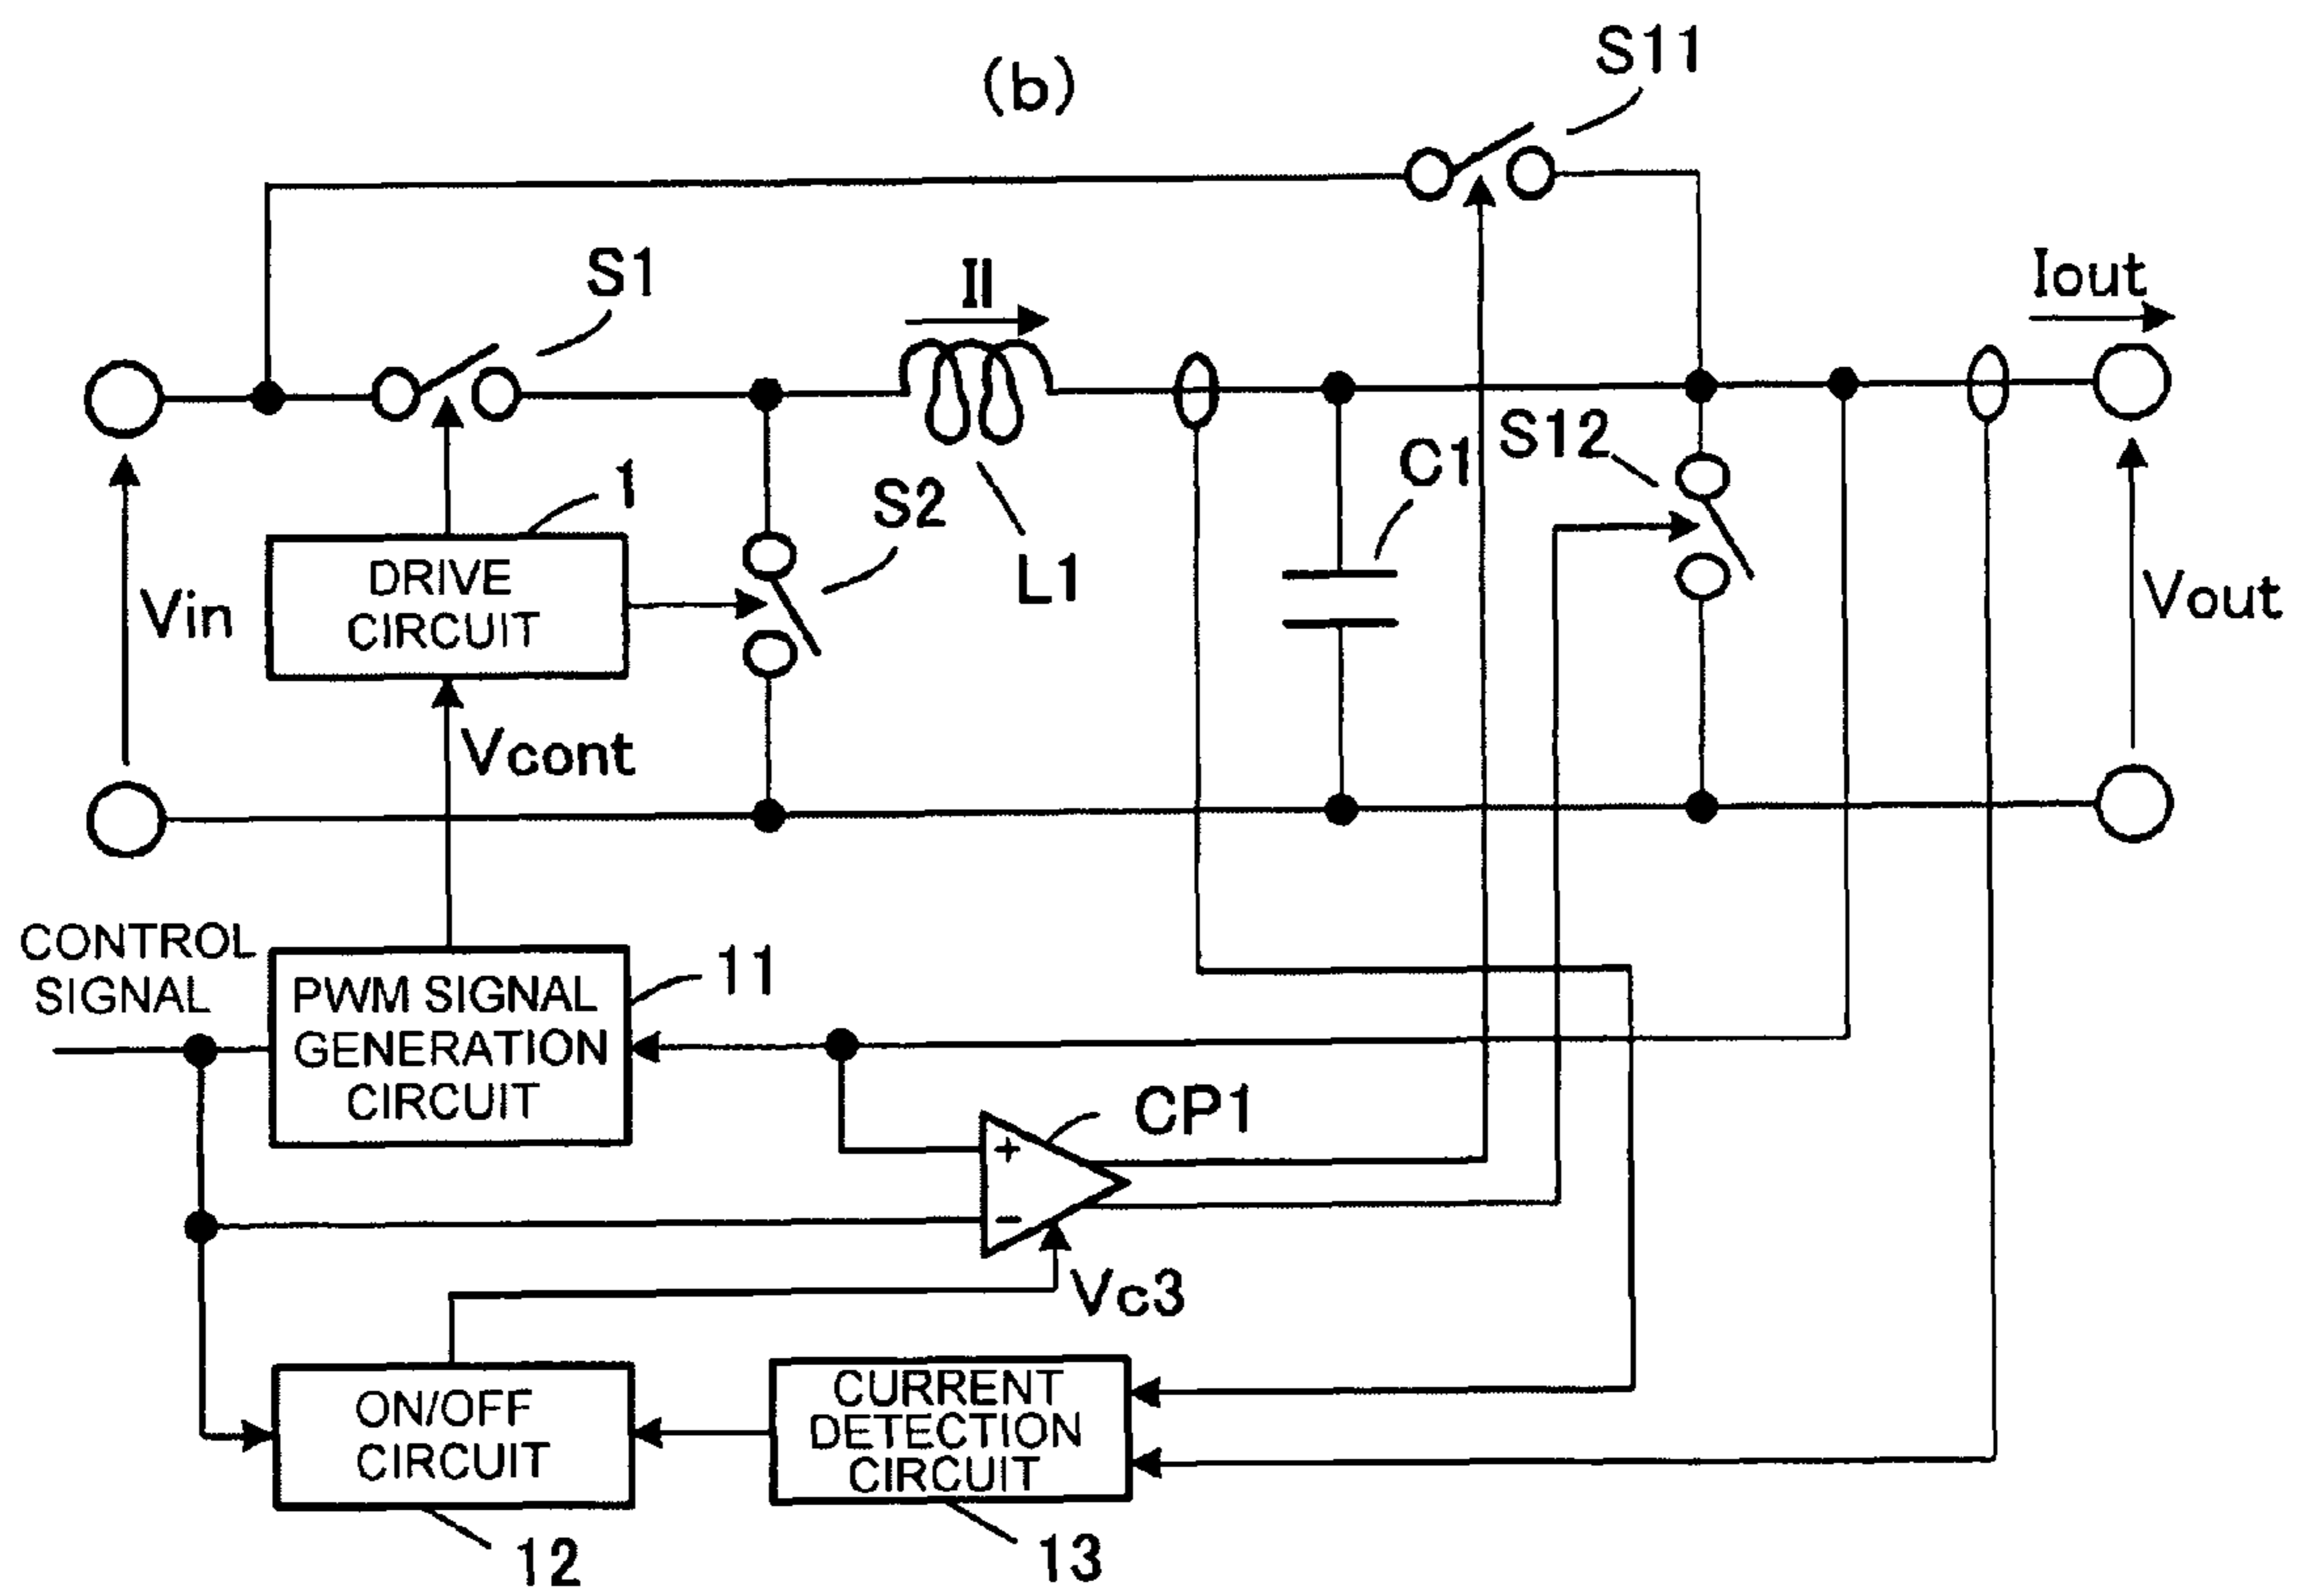 (b)
S11
S1
Il
Iout
S12
C1
1
S2
L1
DRIVE
CIRCUIT
Vin
Vout
Vcont
CONTROL
SIGNAL
PWM SIGNAL
GENERATION
CIRCUIT
11
CP1
+
−
Vc3
ON/OFF
CIRCUIT
CURRENT
DETECTION
CIRCUIT
12
13